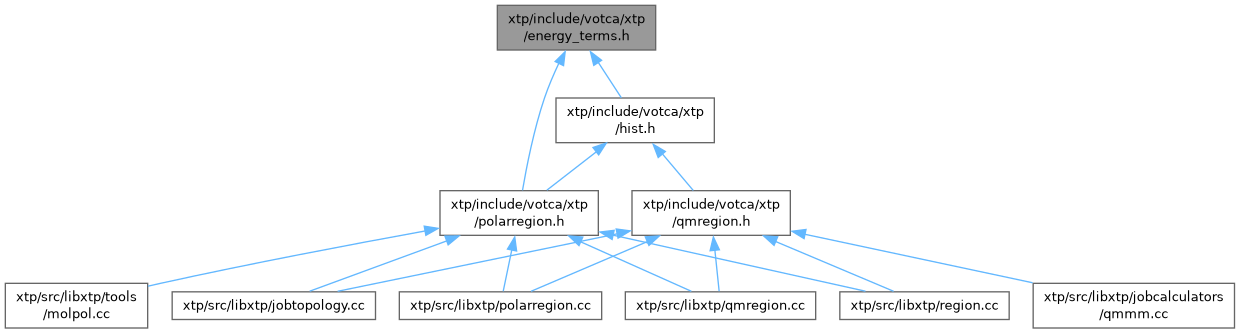 xtp/include/votca/xtp
/energy_terms.h
xtp/include/votca/xtp
/hist.h
xtp/include/votca/xtp
/polarregion.h
xtp/include/votca/xtp
/qmregion.h
xtp/src/libxtp/tools
/molpol.cc
xtp/src/libxtp/jobtopology.cc
xtp/src/libxtp/polarregion.cc
xtp/src/libxtp/qmregion.cc
xtp/src/libxtp/region.cc
xtp/src/libxtp/jobcalculators
/qmmm.cc